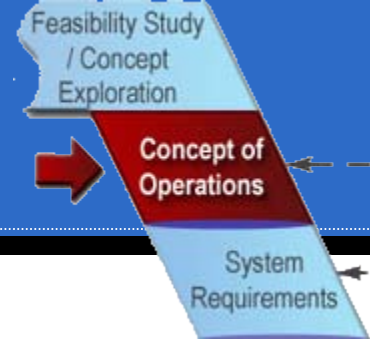 Feasibility Study
/ Concept
Exploration
Concept of
Operations
System
Requirements